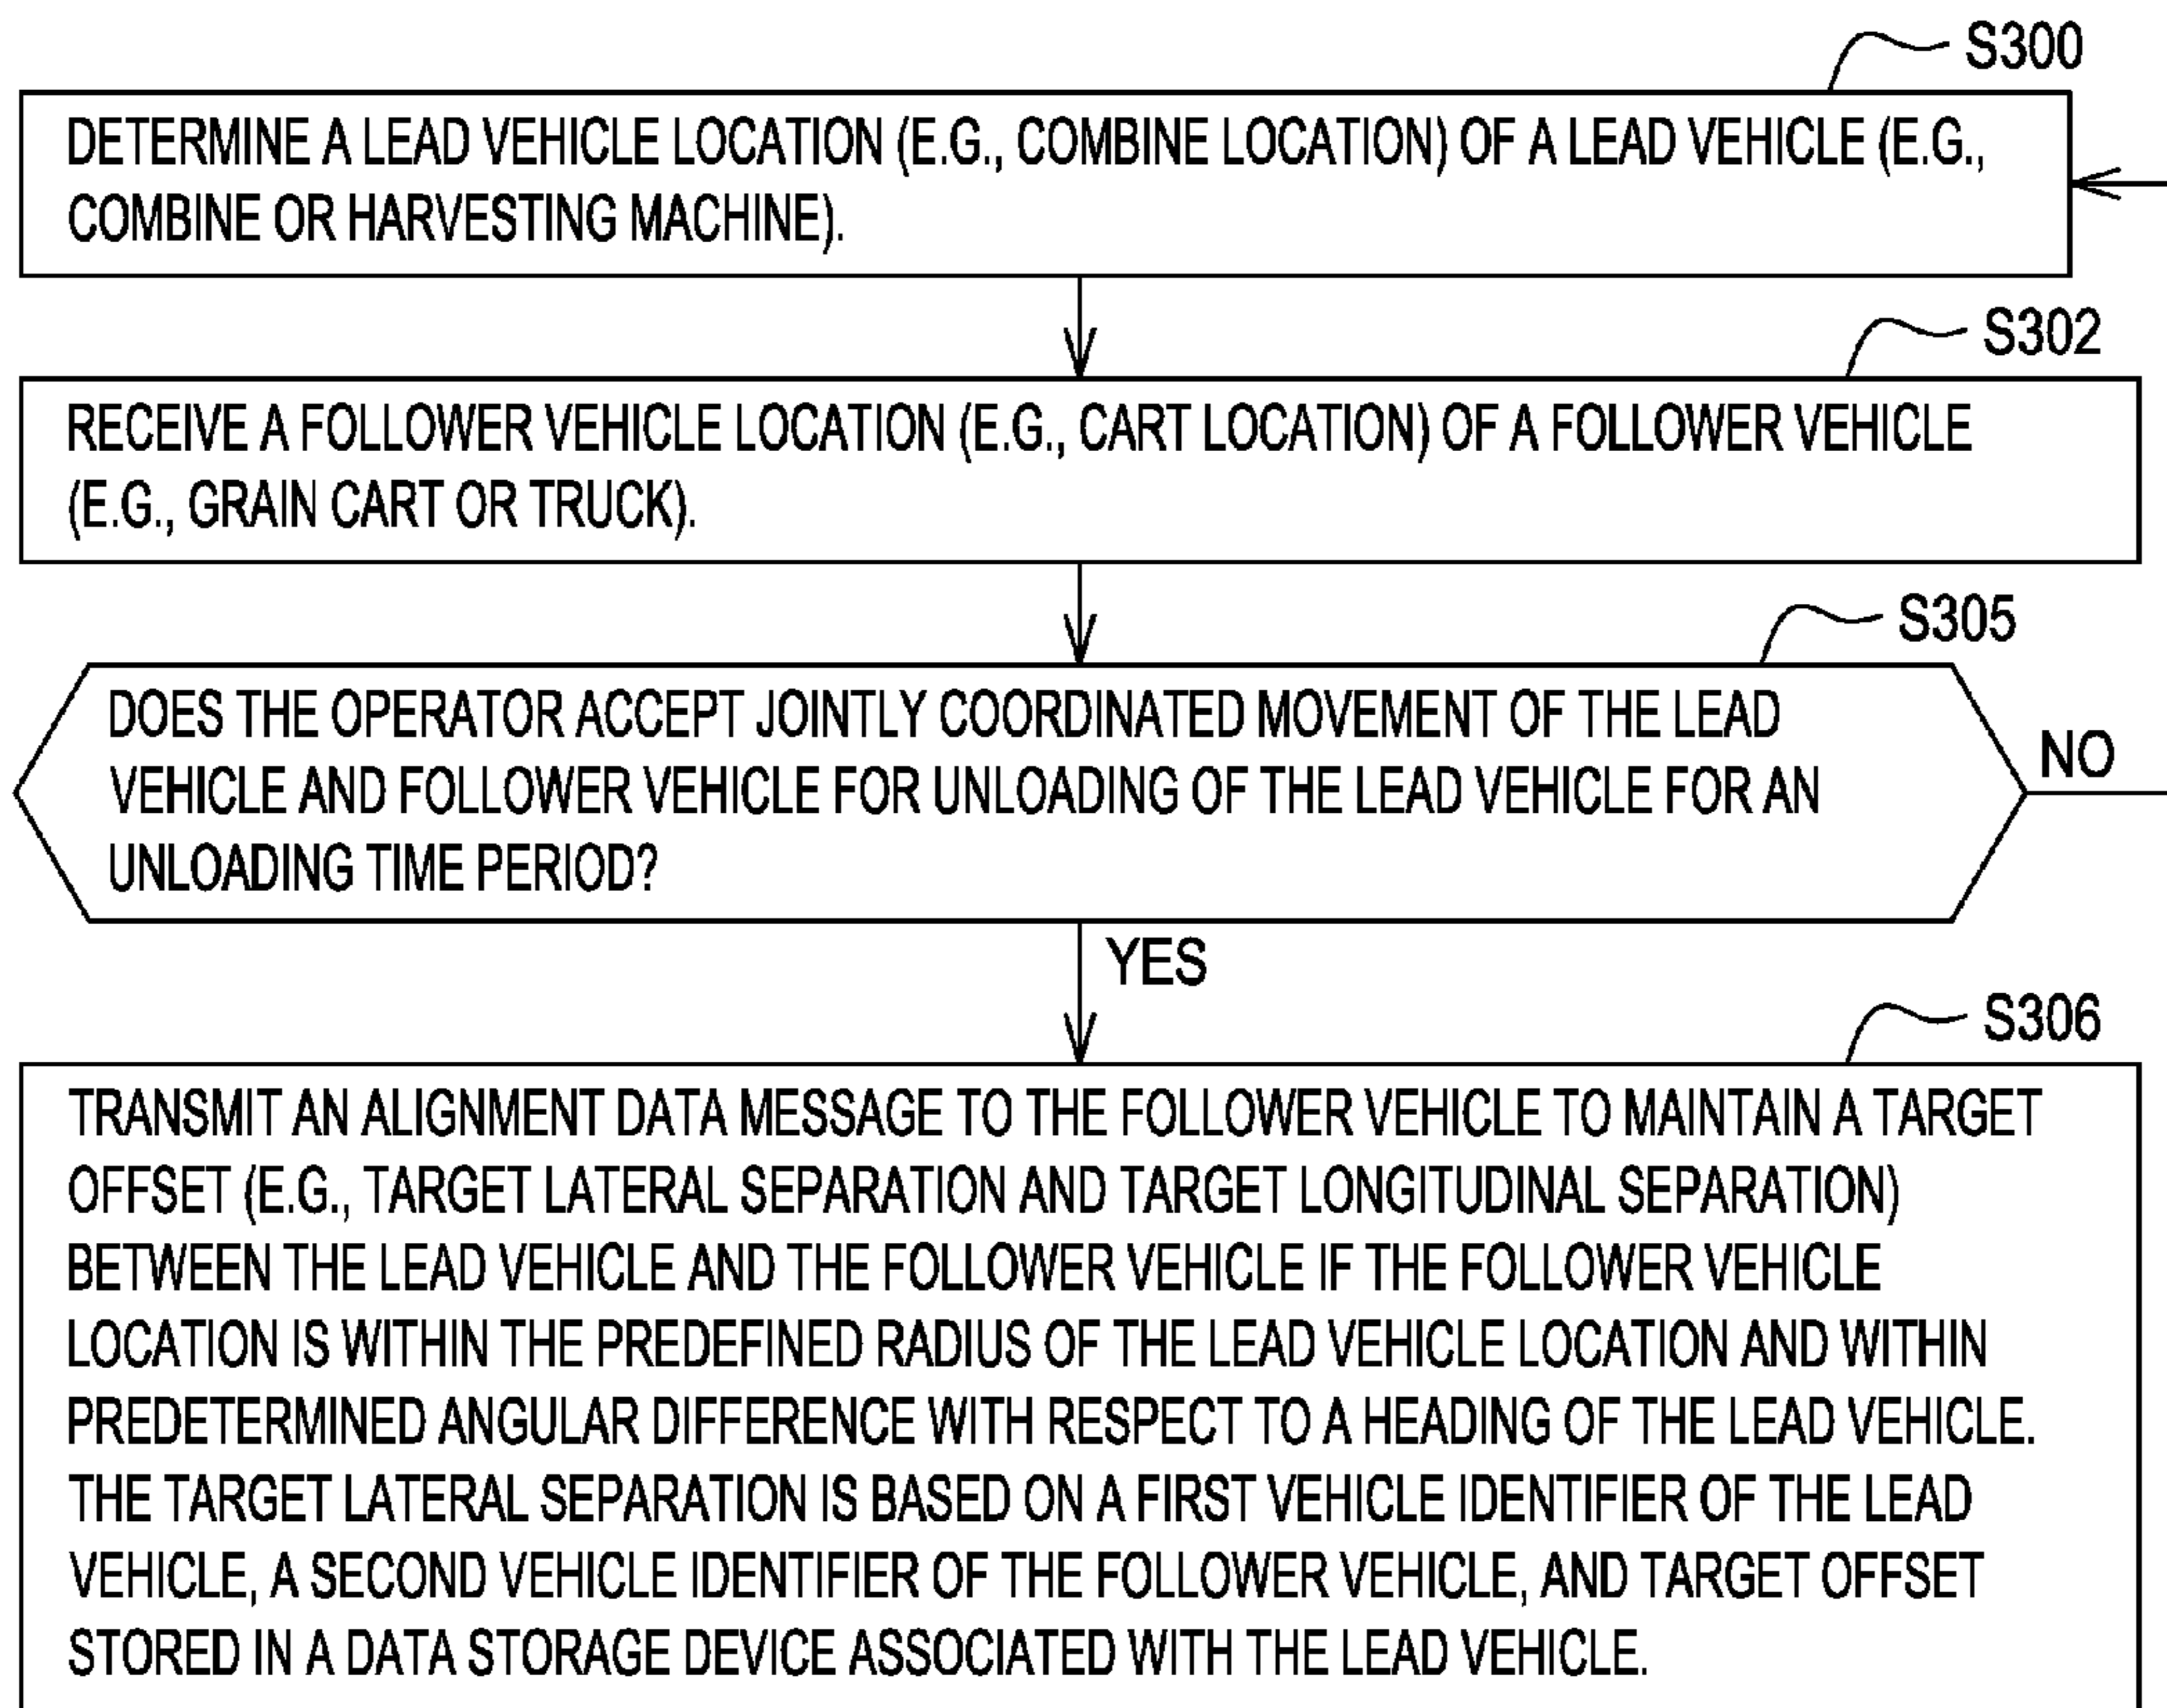 S300
DETERMINE A LEAD VEHICLE LOCATION (E.G., COMBINE LOCATION) OF A LEAD VEHICLE (E.G.,
COMBINE OR HARVESTING MACHINE).
S302
RECEIVE A FOLLOWER VEHICLE LOCATION (E.G., CART LOCATION) OF A FOLLOWER VEHICLE
(E.G., GRAIN CART OR TRUCK).
S305
DOES THE OPERATOR ACCEPT JOINTLY COORDINATED MOVEMENT OF THE LEAD
VEHICLE AND FOLLOWER VEHICLE FOR UNLOADING OF THE LEAD VEHICLE FOR AN
UNLOADING TIME PERIOD?
NO
YES
S306
TRANSMIT AN ALIGNMENT DATA MESSAGE TO THE FOLLOWER VEHICLE TO MAINTAIN A TARGET
OFFSET (E.G., TARGET LATERAL SEPARATION AND TARGET LONGITUDINAL SEPARATION)
BETWEEN THE LEAD VEHICLE AND THE FOLLOWER VEHICLE IF THE FOLLOWER VEHICLE
LOCATION IS WITHIN THE PREDEFINED RADIUS OF THE LEAD VEHICLE LOCATION AND WITHIN
PREDETERMINED ANGULAR DIFFERENCE WITH RESPECT TO A HEADING OF THE LEAD VEHICLE.
THE TARGET LATERAL SEPARATION IS BASED ON A FIRST VEHICLE IDENTIFIER OF THE LEAD
VEHICLE, A SECOND VEHICLE IDENTIFIER OF THE FOLLOWER VEHICLE, AND TARGET OFFSET
STORED IN A DATA STORAGE DEVICE ASSOCIATED WITH THE LEAD VEHICLE.